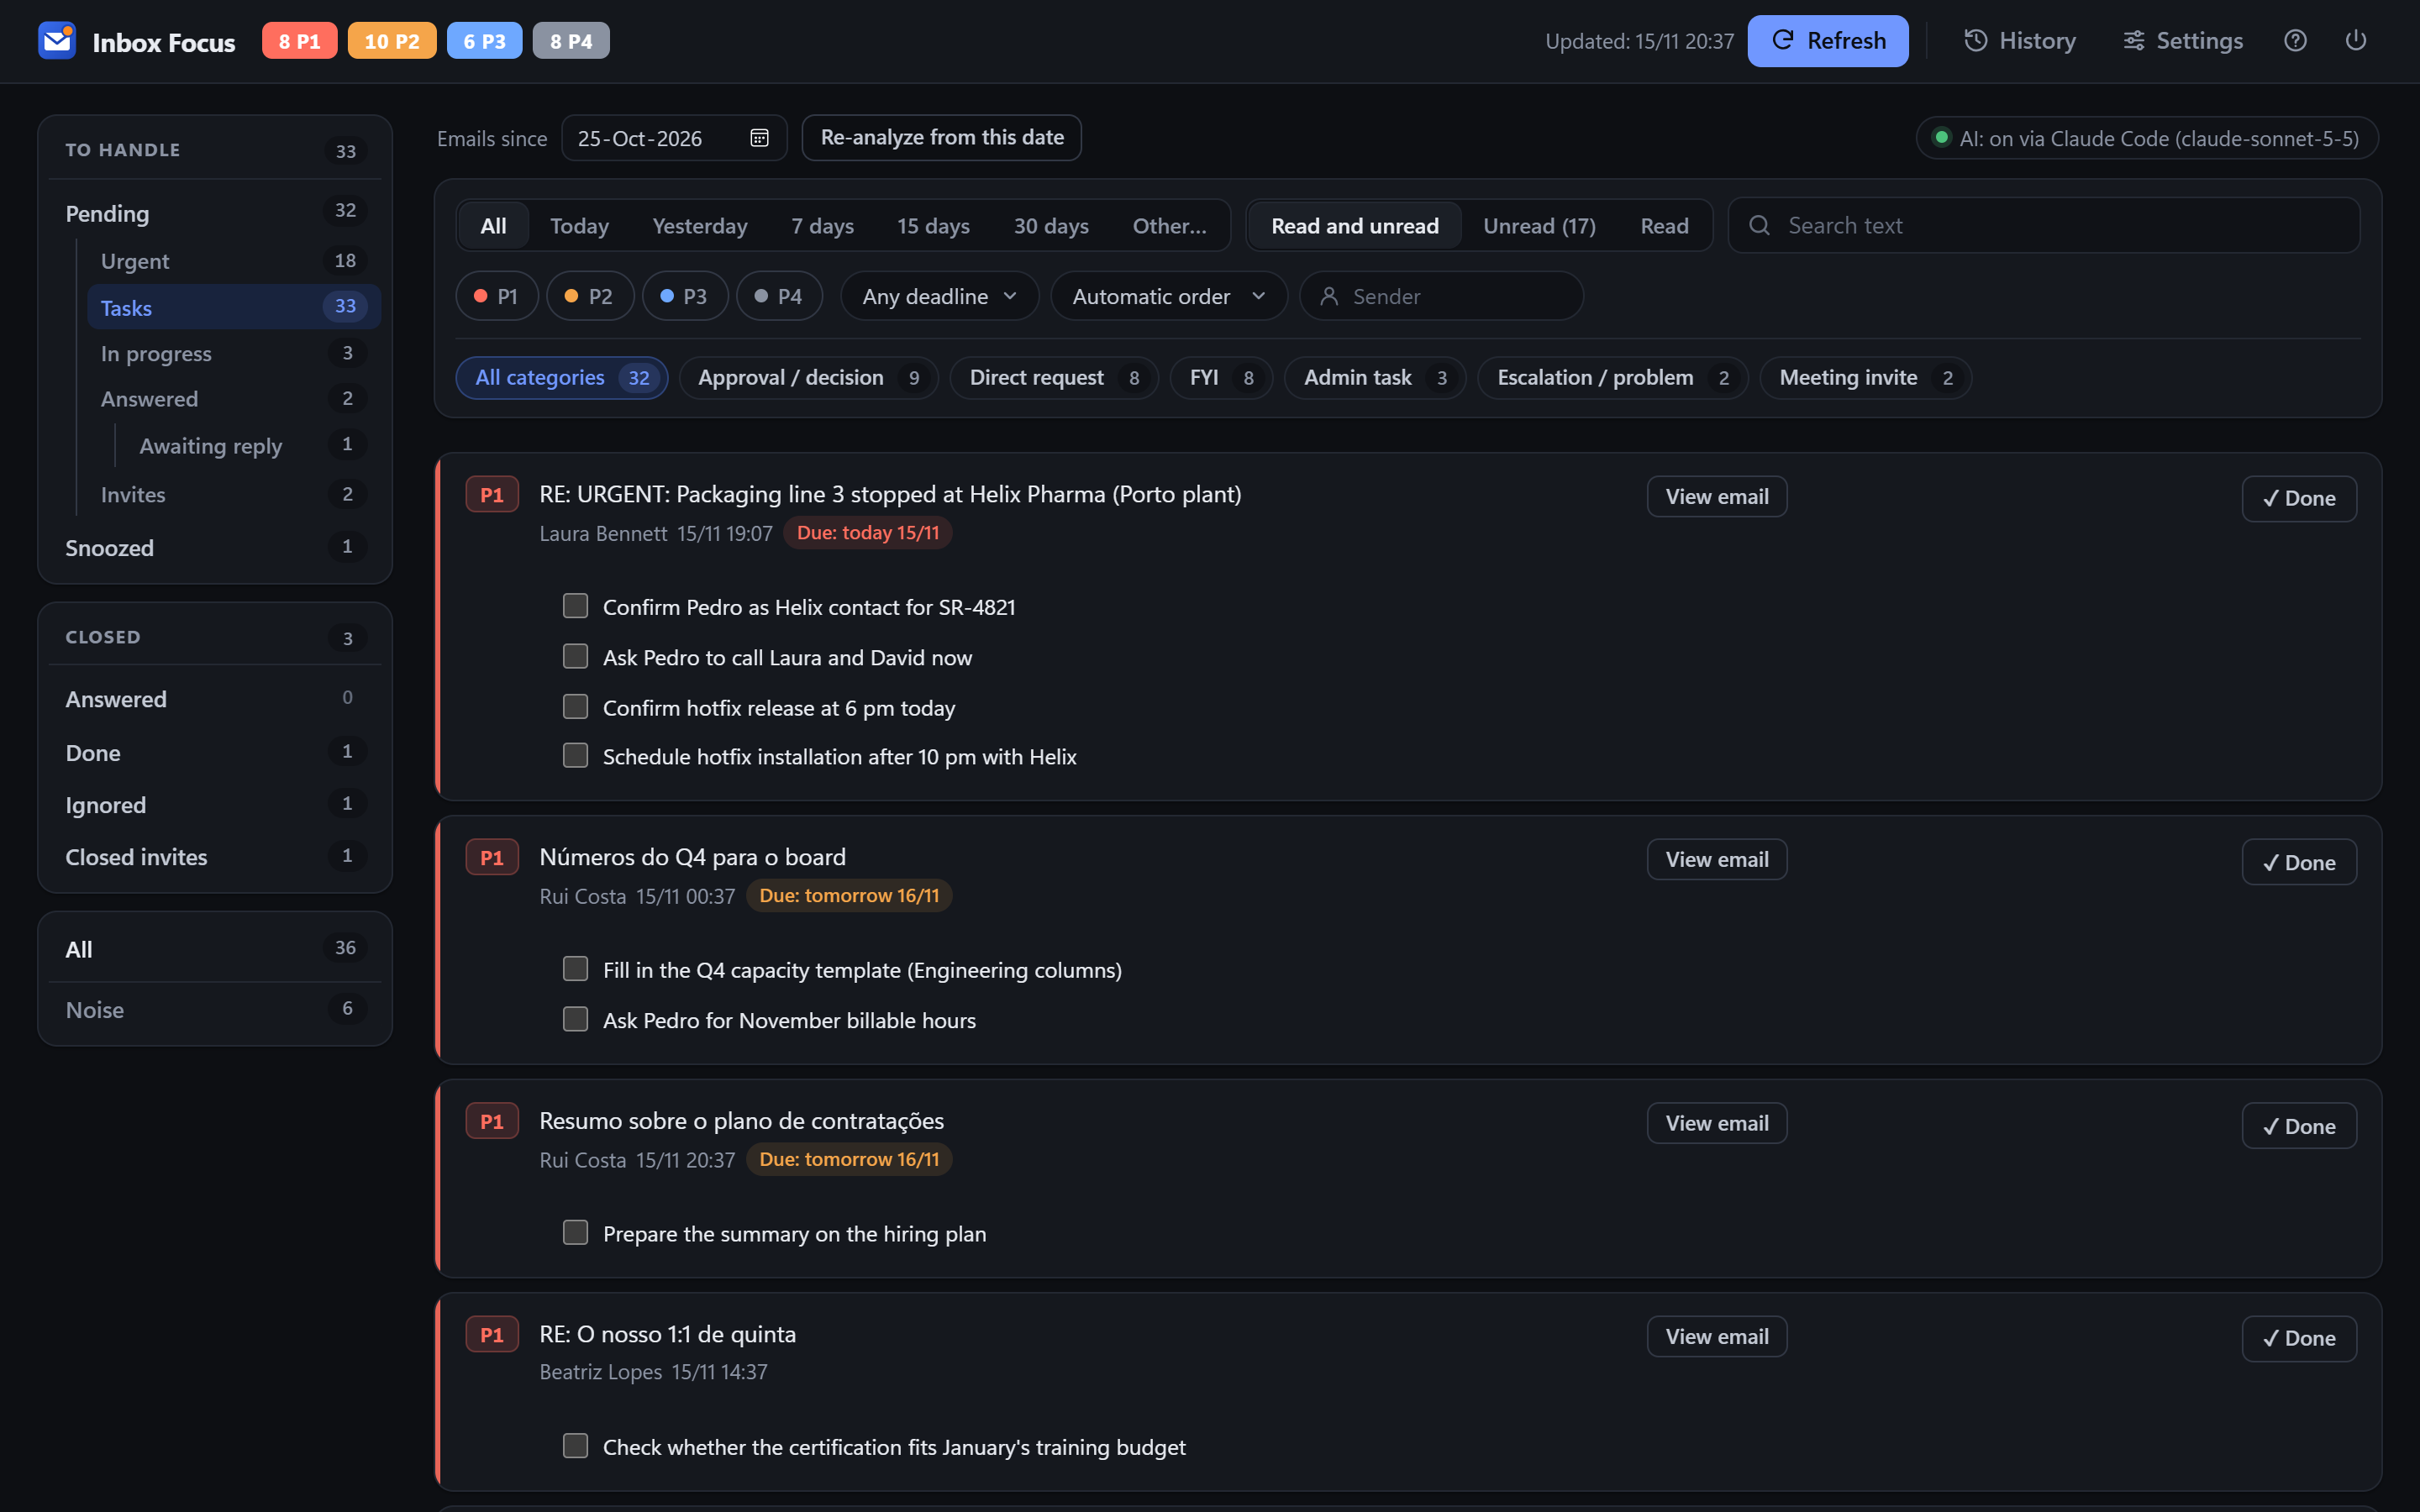 Inbox Focus 8 P1 10 P2 6 P3 8 P4 Updated: 15/11 20:37 Refresh History Settings
TO HANDLE 33
Pending 32
Urgent 18
Tasks 33
In progress 3
Answered 2
Awaiting reply 1
Invites 2
Snoozed 1
CLOSED 3
Answered 0
Done 1
Ignored 1
Closed invites 1
All 36
Noise 6
Emails since 25-Oct-2026 Re-analyze from this date AI: on via Claude Code (claude-sonnet-5-5)
All Today Yesterday 7 days 15 days 30 days Other... Read and unread Unread (17) Read Search text
P1 P2 P3 P4 Any deadline Automatic order Sender
All categories 32 Approval / decision 9 Direct request 8 FYI 8 Admin task 3 Escalation / problem 2 Meeting invite 2
P1 RE: URGENT: Packaging line 3 stopped at Helix Pharma (Porto plant) View email ✓ Done
Laura Bennett 15/11 19:07 Due: today 15/11
Confirm Pedro as Helix contact for SR-4821
Ask Pedro to call Laura and David now
Confirm hotfix release at 6 pm today
Schedule hotfix installation after 10 pm with Helix
P1 Números do Q4 para o board View email ✓ Done
Rui Costa 15/11 00:37 Due: tomorrow 16/11
Fill in the Q4 capacity template (Engineering columns)
Ask Pedro for November billable hours
P1 Resumo sobre o plano de contratações View email ✓ Done
Rui Costa 15/11 20:37 Due: tomorrow 16/11
Prepare the summary on the hiring plan
P1 RE: O nosso 1:1 de quinta View email ✓ Done
Beatriz Lopes 15/11 14:37
Check whether the certification fits January's training budget